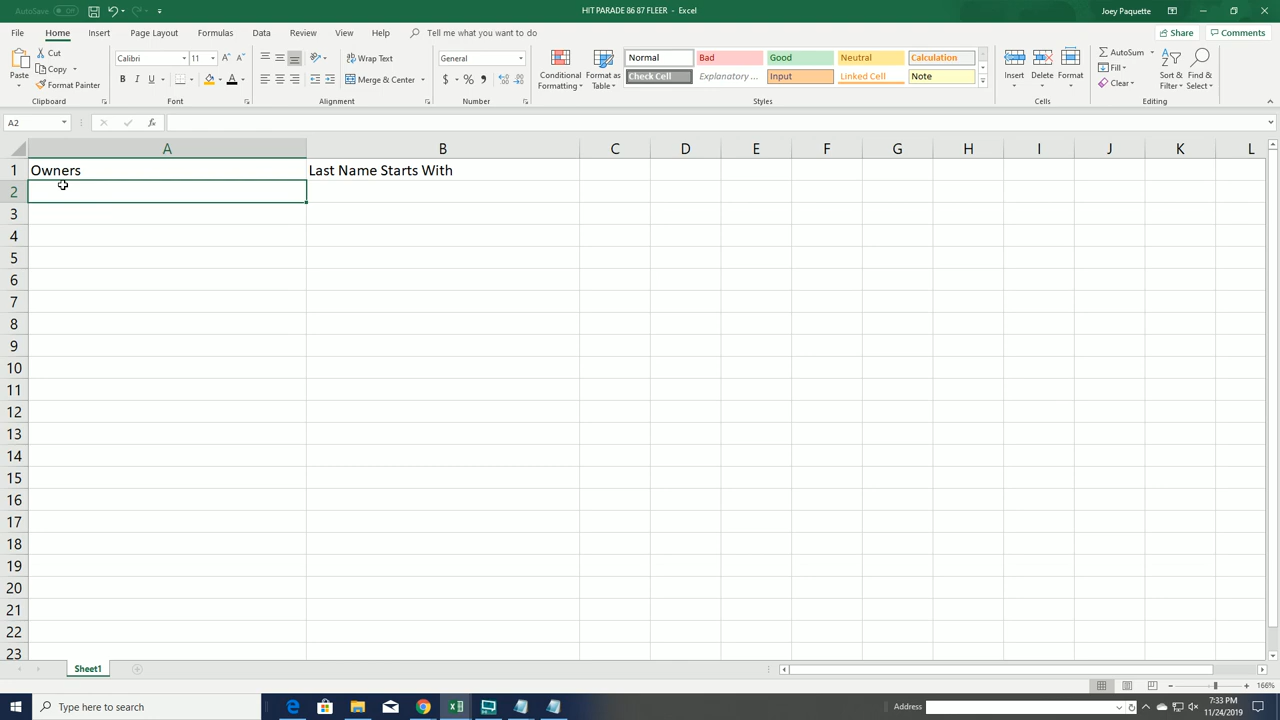 AutoSave Off HIT PARADE 86 87 FLEER - Excel Joey Paquette
File Home Insert Draw Page Layout Formulas Data Review View Help Tell me what you want to do Share Comments
Paste Cut Copy Format Painter Clipboard
Calibri 11 A A B I U A Font
ab Wrap Text Merge & Center Alignment
General $ % , Number
Conditional Formatting Format as Table Normal Bad Good Neutral Calculation Check Cell Explanatory ... Input Linked Cell Note Styles
Insert Delete Format Cells
AutoSum Fill Clear Sort & Filter Find & Select Editing
A2 fx
A B C D E F G H I J K L
1 Owners Last Name Starts With
2
3
4
5
6
7
8
9
10
11
12
13
14
15
16
17
18
19
20
21
22
23
Sheet1
166%
Type here to search Address 7:33 PM
11/24/2019